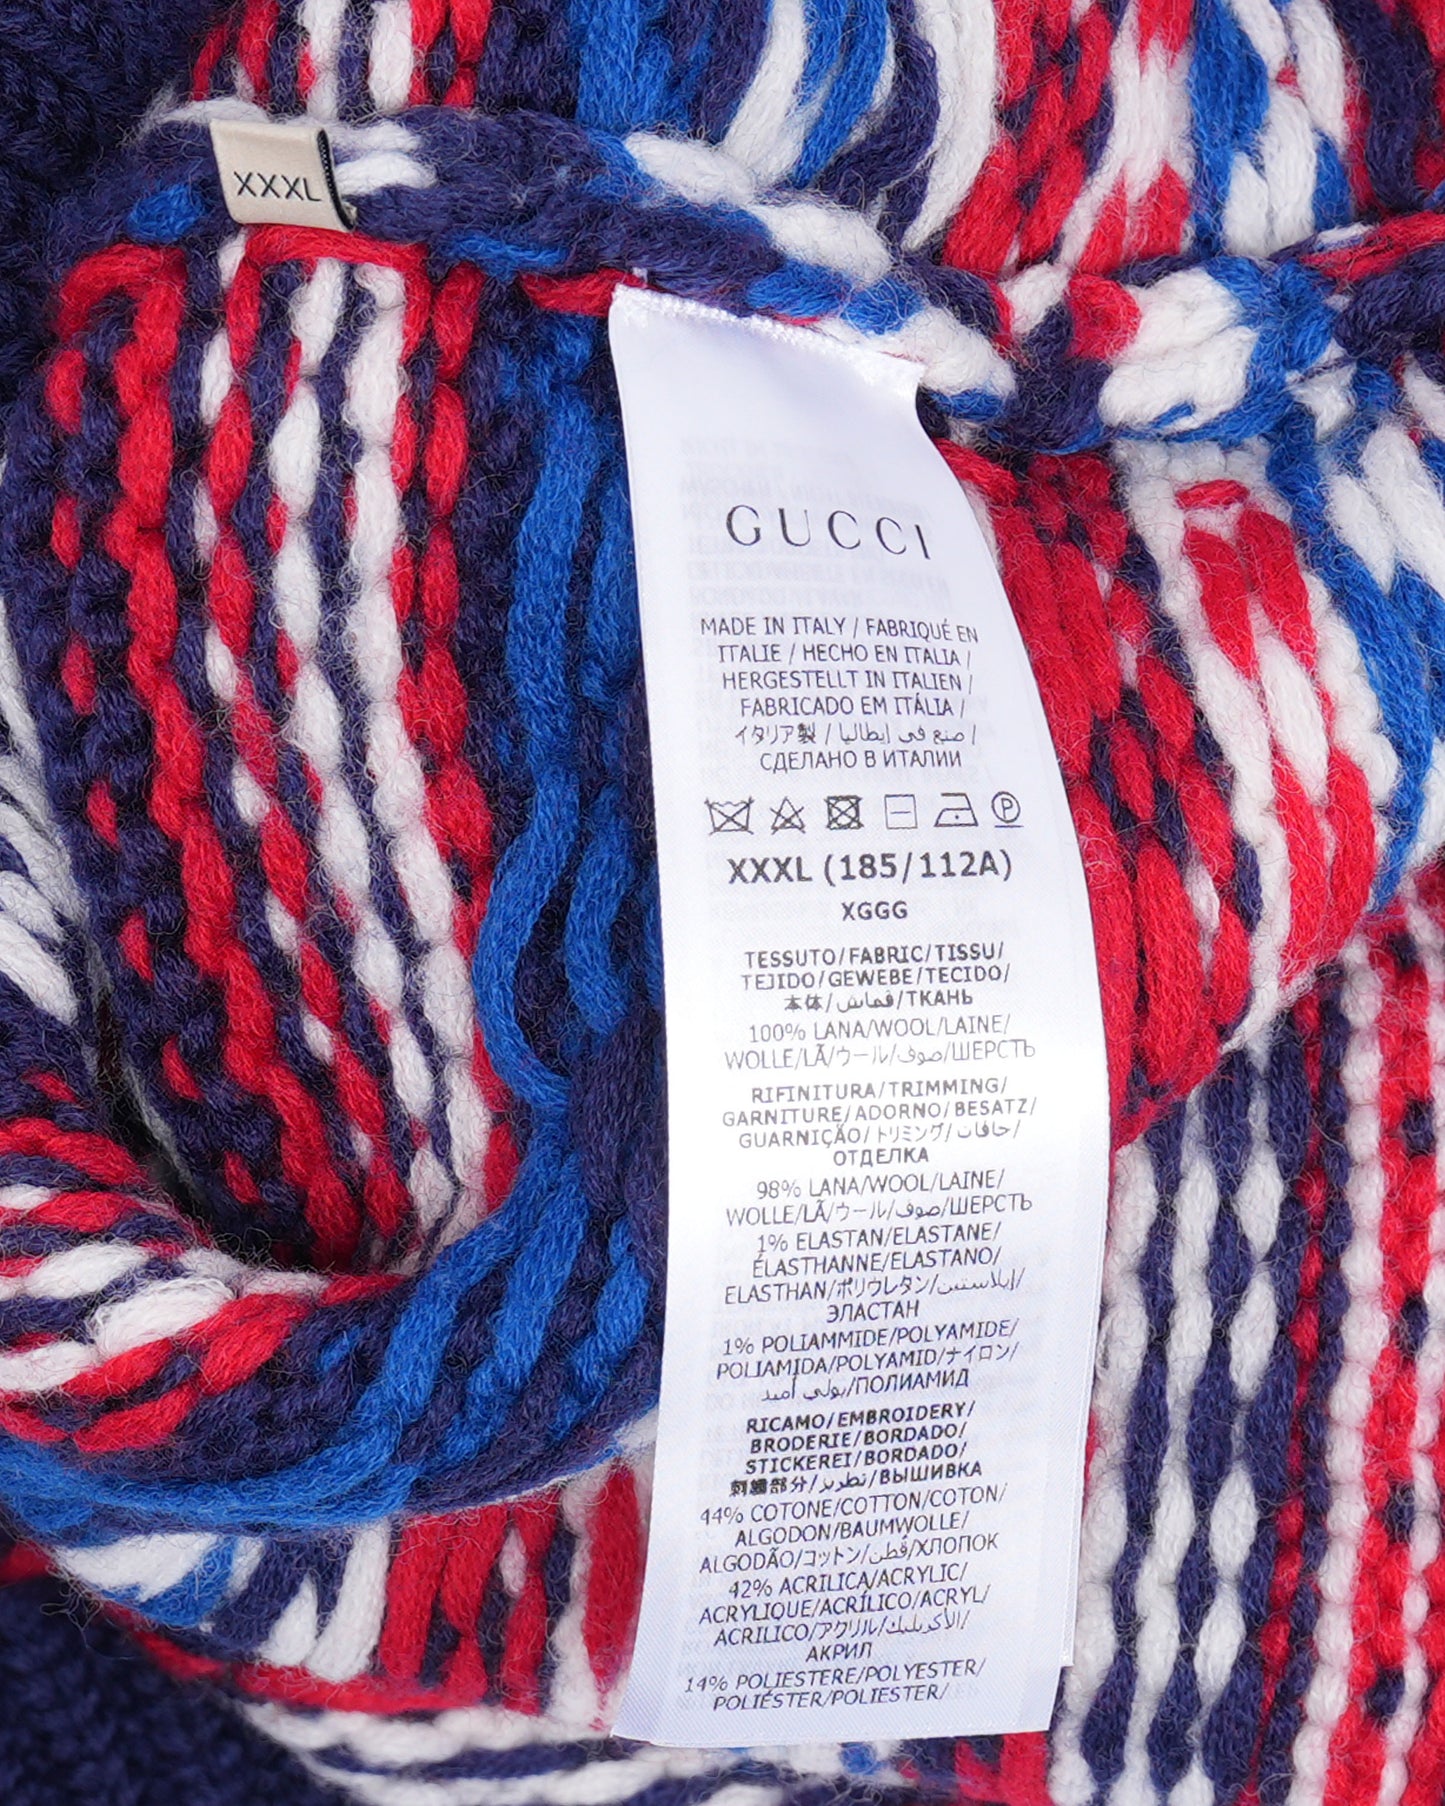 XXXL
GUCCI
MADE IN ITALY / FABRIQUÉ EN
ITALIE / HECHO EN ITALIA /
HERGESTELLT IN ITALIEN /
FABRICADO EM ITÁLIA /
イタリア製 / صنع في إيطاليا /
СДЕЛАНО В ИТАЛИИ
P
XXXL (185/112A)
XGGG
TESSUTO/FABRIC/TISSU/
TEJIDO/GEWEBE/TECIDO/
本体/قماش/ТКАНЬ
100% LANA/WOOL/LAINE/
WOLLE/LÃ/ウール/صوف/ШЕРСТЬ
RIFINITURA/TRIMMING/
GARNITURE/ADORNO/BESATZ/
GUARNIÇÃO/トリミング/حافات/
ОТДЕЛКА
98% LANA/WOOL/LAINE/
WOLLE/LÃ/ウール/صوف/ШЕРСТЬ
1% ELASTAN/ELASTANE/
ÉLASTHANNE/ELASTANO/
ELASTHAN/ポリウレタン/إيلاستين/
ЭЛАСТАН
1% POLIAMMIDE/POLYAMIDE/
POLIAMIDA/POLYAMID/ナイロン/
بولي أميد/ПОЛИАМИД
RICAMO/EMBROIDERY/
BRODERIE/BORDADO/
STICKEREI/BORDADO/
刺繍部分/تطريز/ВЫШИВКА
44% COTONE/COTTON/COTON/
ALGODON/BAUMWOLLE/
ALGODÃO/コットン/قطن/ХЛОПОК
42% ACRILICA/ACRYLIC/
ACRYLIQUE/ACRÍLICO/ACRYL/
ACRILICO/アクリル/الأكريليك/
АКРИЛ
14% POLIESTERE/POLYESTER/
POLIÉSTER/POLIESTER/